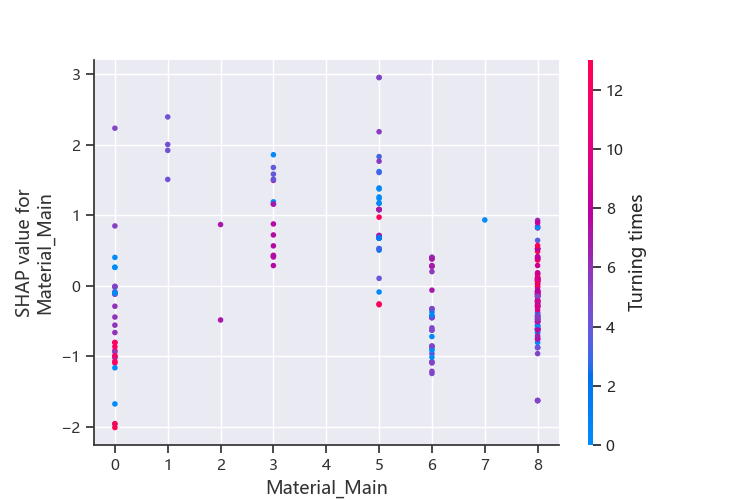 3
2
1
0
−1
−2
SHAP value for
Material_Main
0 1 2 3 4 5 6 7 8
Material_Main
12
10
8
6
4
2
0
Turning times